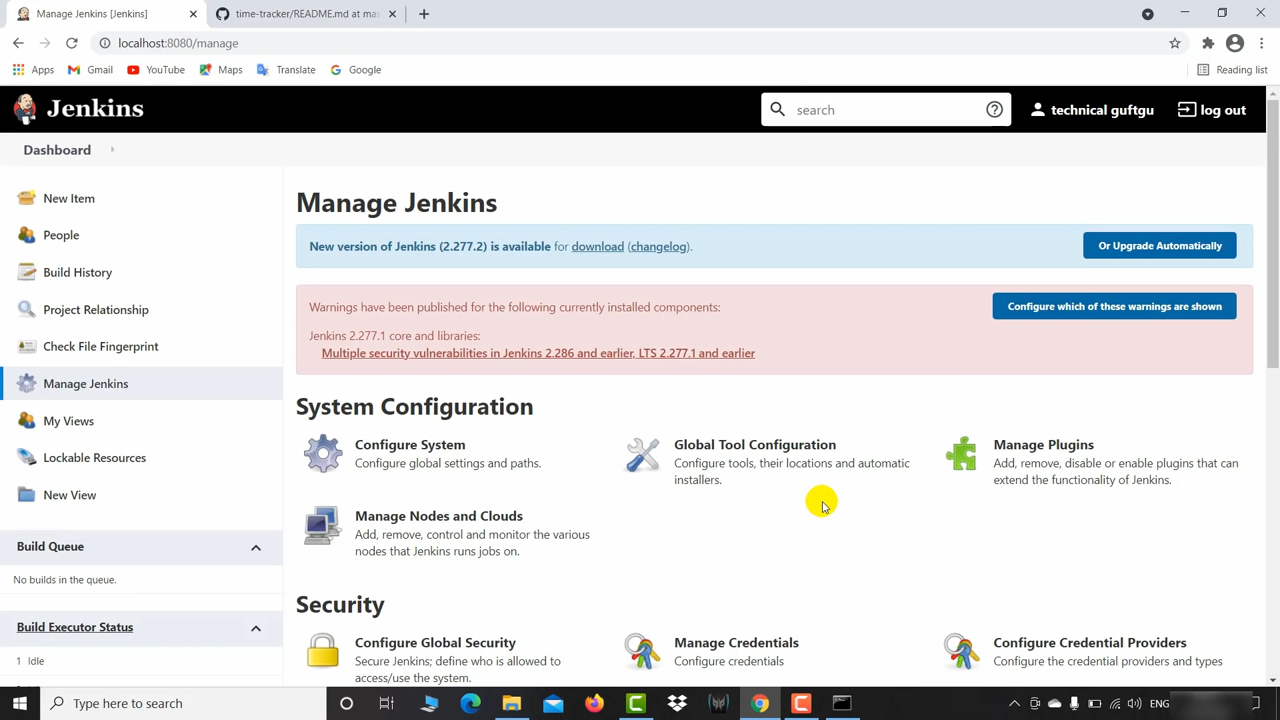 Manage Jenkins [Jenkins]
time-tracker/README.md at mas
localhost:8080/manage
Apps
Gmail
YouTube
Maps
Translate
Google
Reading list
Jenkins
search
technical guftgu
log out
Dashboard
New Item
People
Build History
Project Relationship
Check File Fingerprint
Manage Jenkins
My Views
Lockable Resources
New View
Build Queue
No builds in the queue.
Build Executor Status
1 Idle
Manage Jenkins
New version of Jenkins (2.277.2) is available for download (changelog).
Or Upgrade Automatically
Warnings have been published for the following currently installed components:
Configure which of these warnings are shown
Jenkins 2.277.1 core and libraries:
Multiple security vulnerabilities in Jenkins 2.286 and earlier, LTS 2.277.1 and earlier
System Configuration
Configure System
Configure global settings and paths.
Global Tool Configuration
Configure tools, their locations and automatic
installers.
Manage Plugins
Add, remove, disable or enable plugins that can
extend the functionality of Jenkins.
Manage Nodes and Clouds
Add, remove, control and monitor the various
nodes that Jenkins runs jobs on.
Security
Configure Global Security
Secure Jenkins; define who is allowed to
access/use the system.
Manage Credentials
Configure credentials
Configure Credential Providers
Configure the credential providers and types
Type here to search
ENG